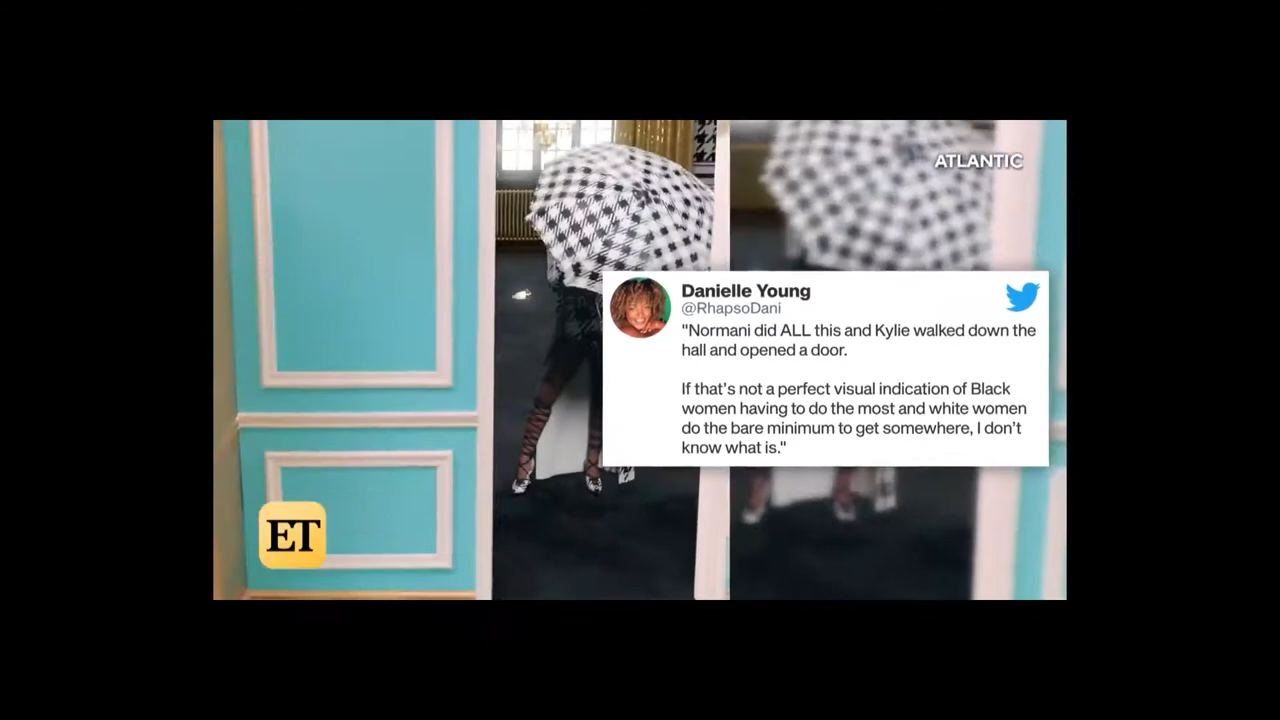 ATLANTIC
Danielle Young
@RhapsoDani
"Normani did ALL this and Kylie walked down the
hall and opened a door.
If that's not a perfect visual indication of Black
women having to do the most and white women
do the bare minimum to get somewhere, I don't
know what is."
ET